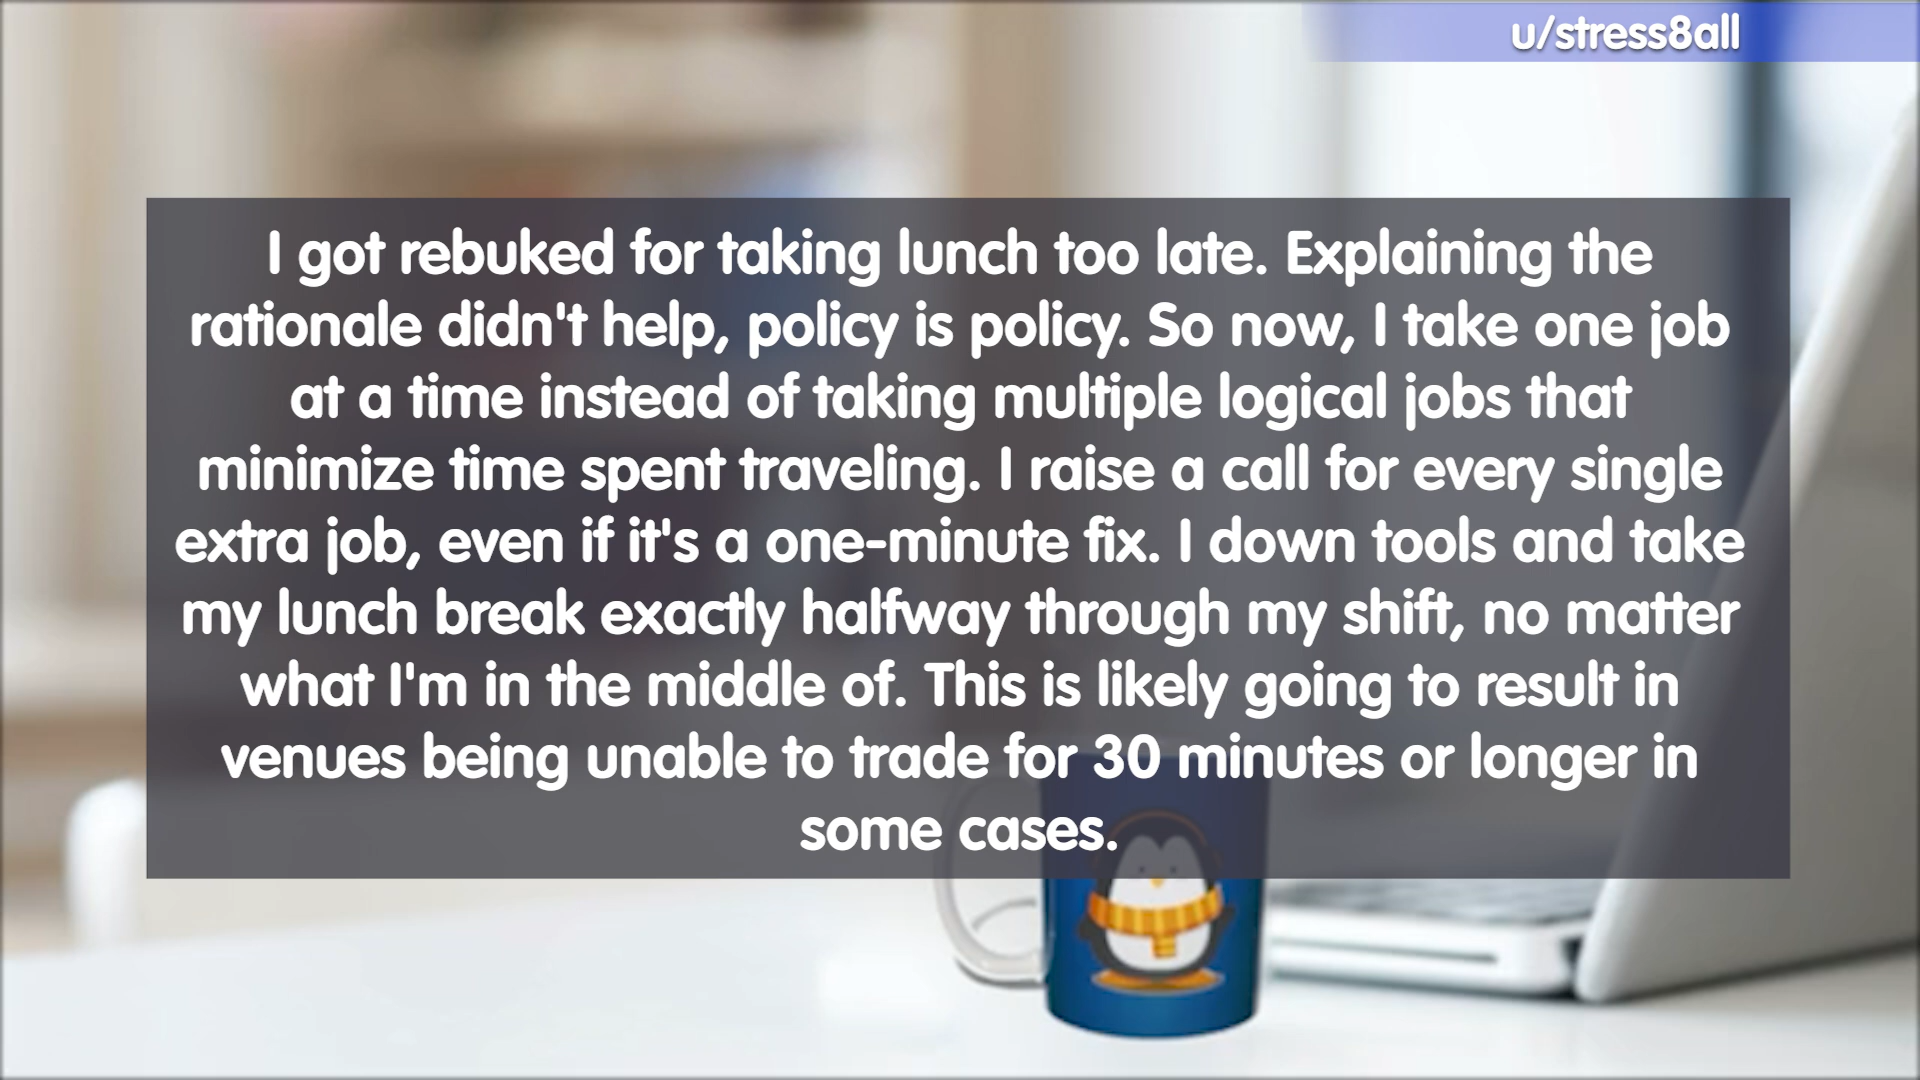 u/stress8all
I got rebuked for taking lunch too late. Explaining the
rationale didn't help, policy is policy. So now, I take one job
at a time instead of taking multiple logical jobs that
minimize time spent traveling. I raise a call for every single
extra job, even if it's a one-minute fix. I down tools and take
my lunch break exactly halfway through my shift, no matter
what I'm in the middle of. This is likely going to result in
venues being unable to trade for 30 minutes or longer in
some cases.